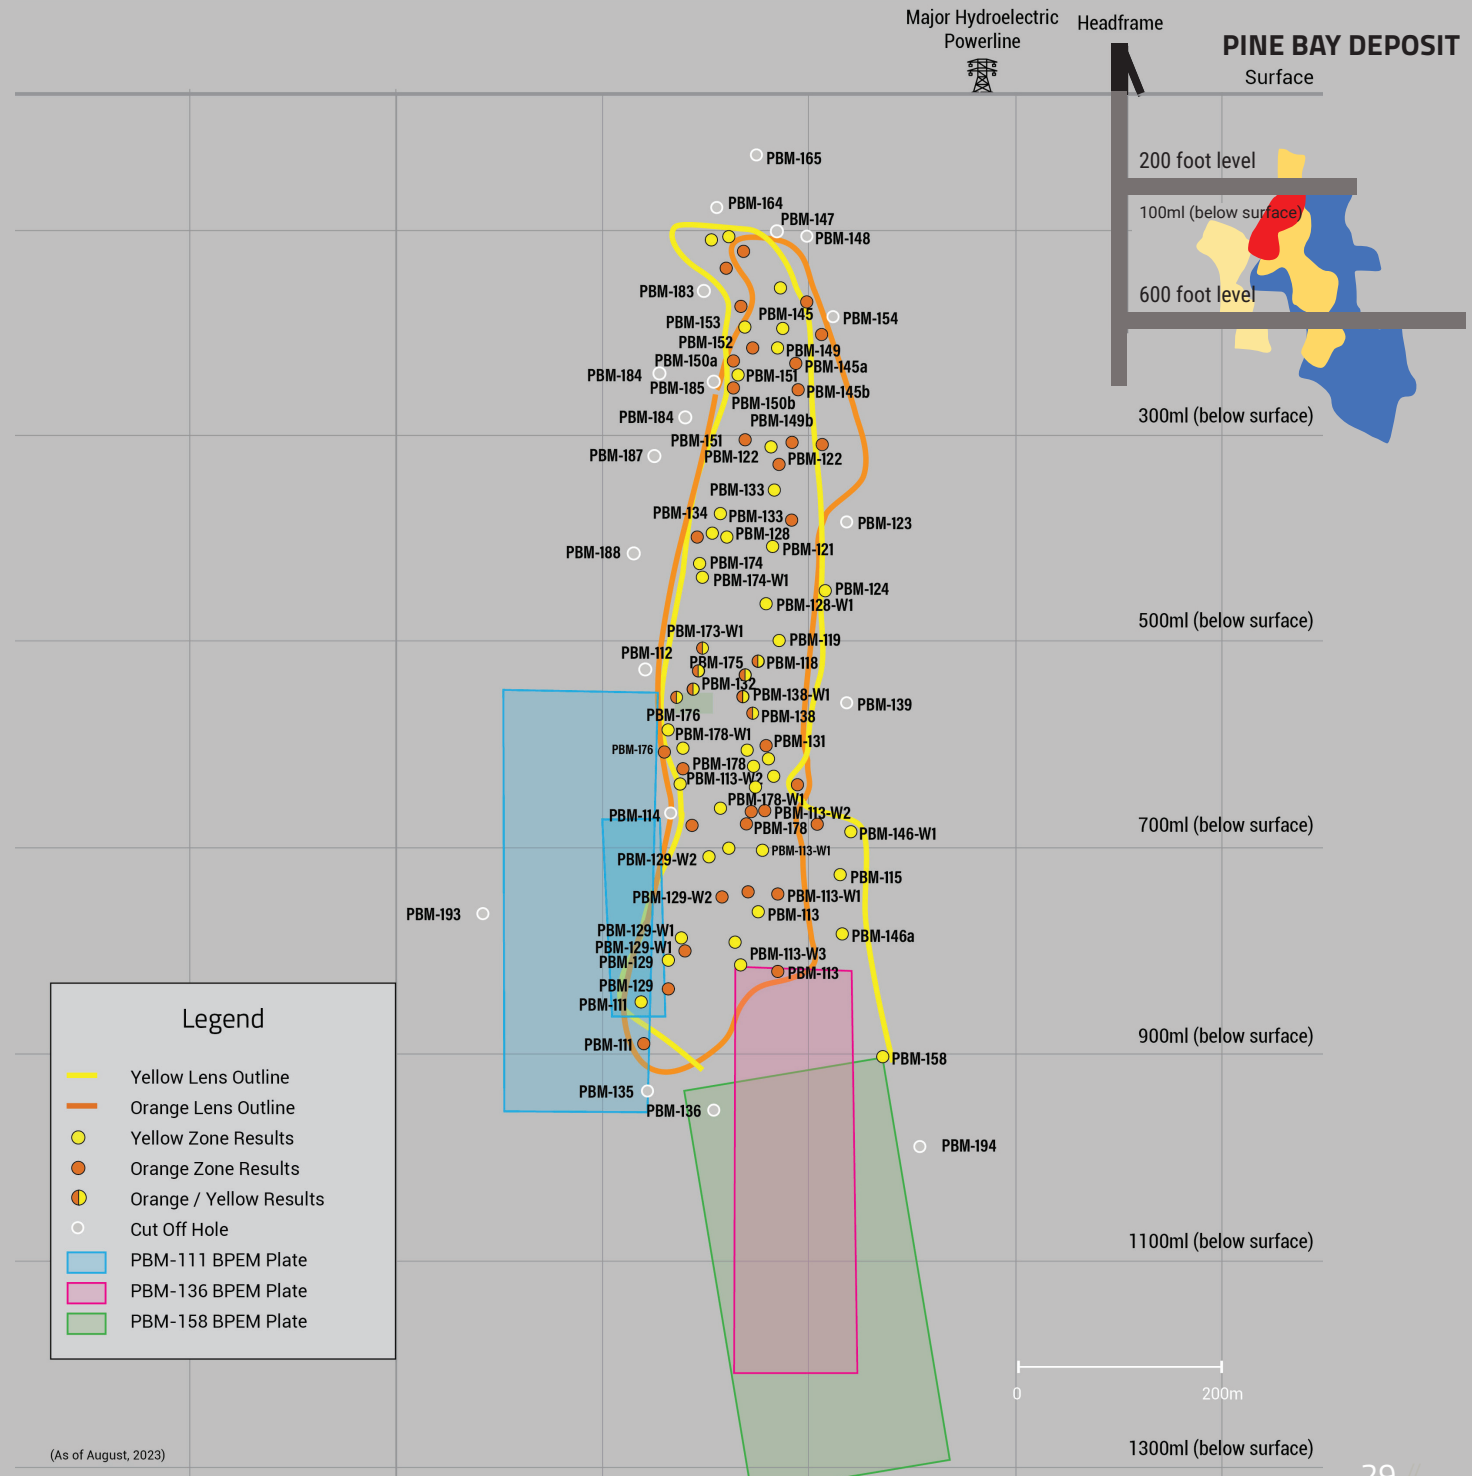 Major Hydroelectric
Powerline
Headframe
PINE BAY DEPOSIT
Surface
PBM-165
200 foot level
PBM-164
PBM-147
100ml (below surface)
PBM-148
PBM-183
600 foot level
PBM-145
PBM-154
PBM-153
PBM-152
PBM-149
PBM-150a
PBM-145a
PBM-184
PBM-151
PBM-185
PBM-145b
PBM-150b
PBM-184
PBM-149b
300ml (below surface)
PBM-151
PBM-187
PBM-122
PBM-122
PBM-133
PBM-134
PBM-133
PBM-123
PBM-128
PBM-188
PBM-121
PBM-174
PBM-174-W1
PBM-124
PBM-128-W1
500ml (below surface)
PBM-173-W1
PBM-119
PBM-112
PBM-175
PBM-118
PBM-132
PBM-138-W1
PBM-139
PBM-176
PBM-138
PBM-178-W1
PBM-131
PBM-176
PBM-178
PBM-113-W2
PBM-178-W1
PBM-114
PBM-113-W2
PBM-178
PBM-146-W1
700ml (below surface)
PBM-129-W2
PBM-113-W1
PBM-115
PBM-129-W2
PBM-113-W1
PBM-193
PBM-113
PBM-129-W1
PBM-146a
PBM-129-W1
PBM-113-W3
PBM-129
PBM-113
PBM-129
PBM-111
900ml (below surface)
PBM-111
PBM-158
PBM-135
PBM-136
PBM-194
Legend
Yellow Lens Outline
Orange Lens Outline
Yellow Zone Results
Orange Zone Results
Orange / Yellow Results
Cut Off Hole
PBM-111 BPEM Plate
PBM-136 BPEM Plate
PBM-158 BPEM Plate
1100ml (below surface)
0 200m
1300ml (below surface)
(As of August, 2023)